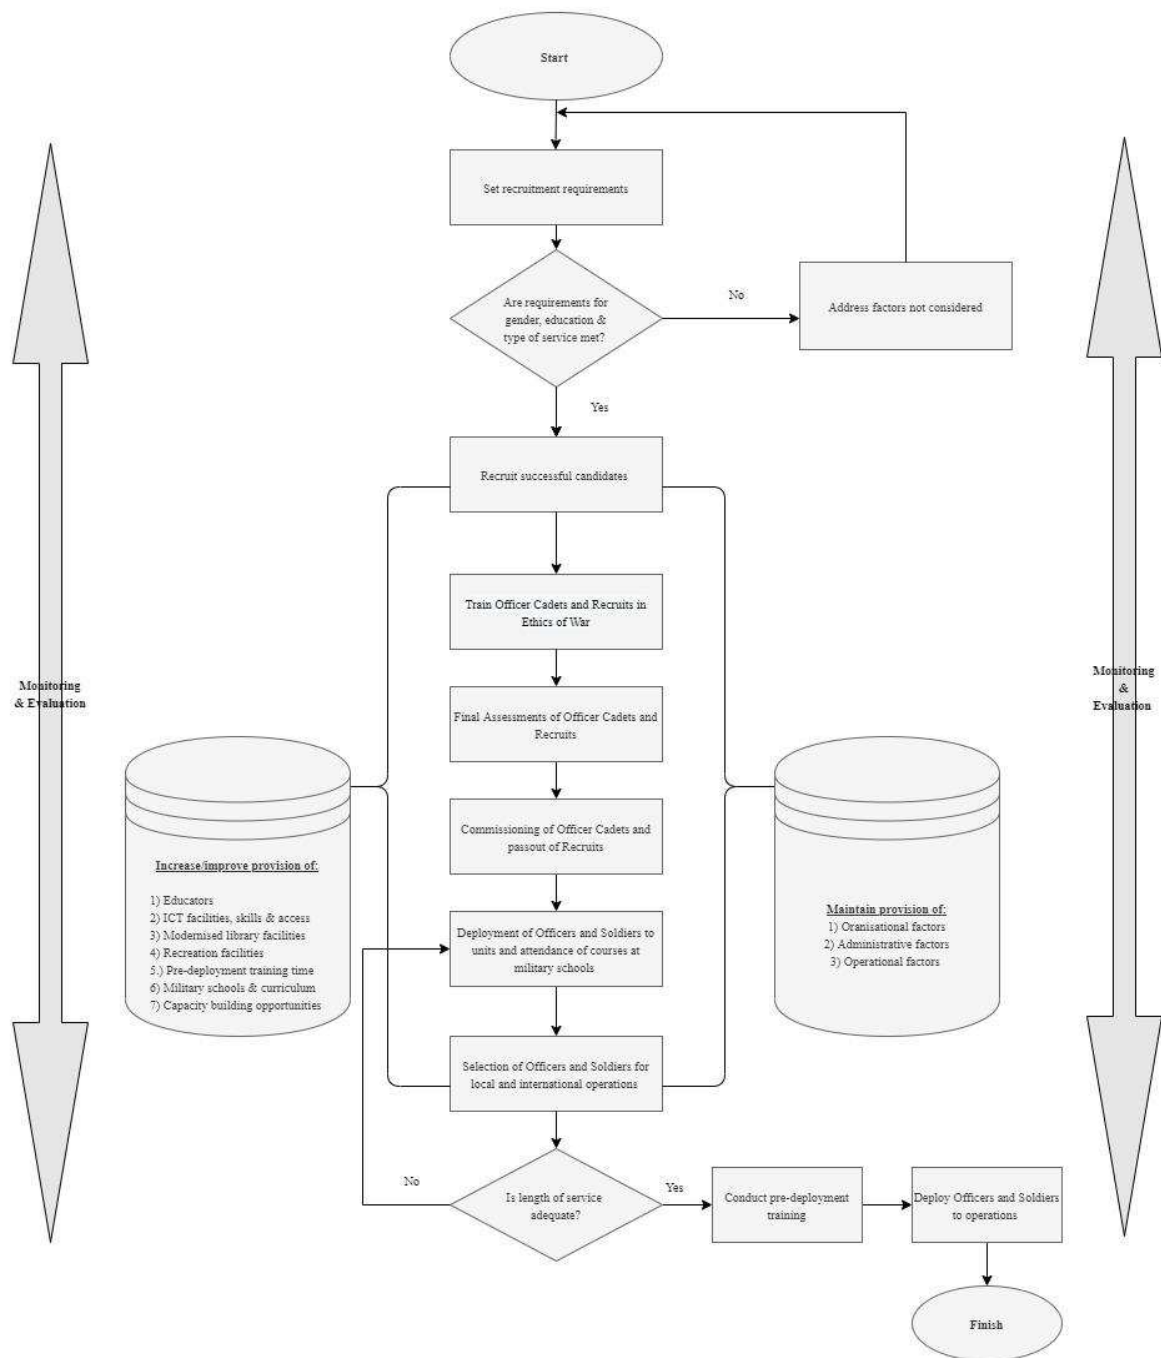 Start
Set recruitment requirements
Are requirements for
gender, education &
type of service met?
No
Address factors not considered
Yes
Recruit successful candidates
Train Officer Cadets and Recruits in
Ethics of War
Final Assessments of Officer Cadets and
Recruits
Monitoring
& Evaluation
Monitoring
&
Evaluation
Commissioning of Officer Cadets and
passout of Recruits
Increase/improve provision of:
1) Educators
2) ICT facilities, skills & access
3) Modernised library facilities
4) Recreation facilities
5.) Pre-deployment training time
6) Military schools & curriculum
7) Capacity building opportunities
Deployment of Officers and Soldiers to
units and attendance of courses at
military schools
Maintain provision of:
1) Oranisational factors
2) Administrative factors
3) Operational factors
Selection of Officers and Soldiers for
local and international operations
Is length of service
adequate?
No
Yes
Conduct pre-deployment
training
Deploy Officers and Soldiers
to operations
Finish